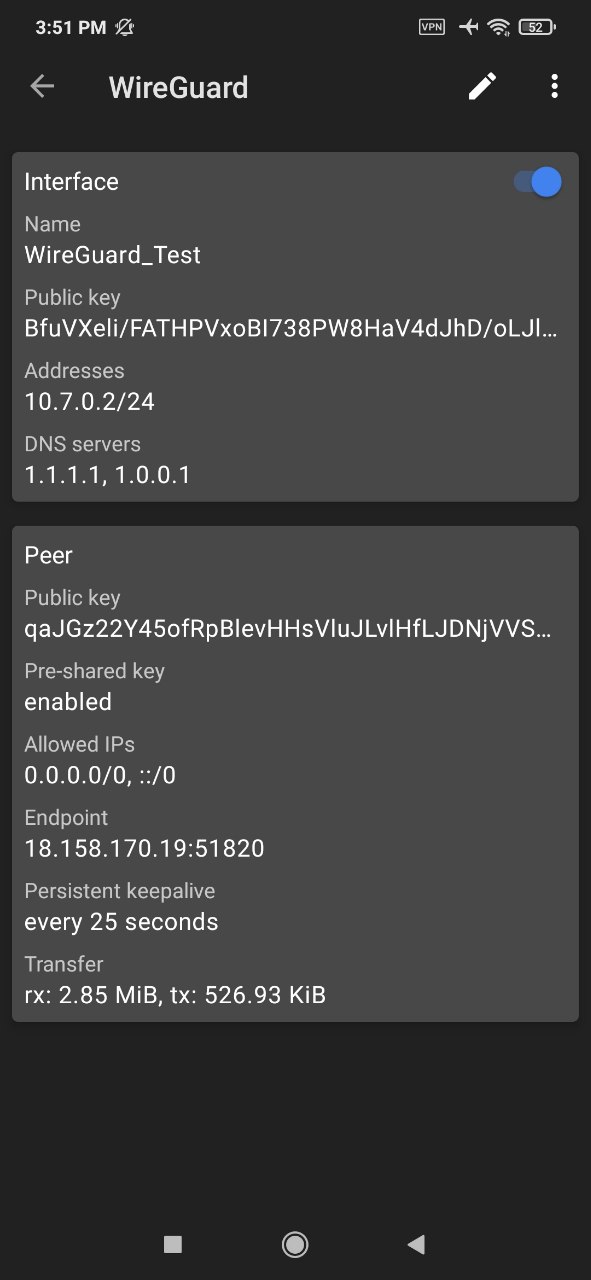 3:51 PM VPN 52
WireGuard
Interface
Name
WireGuard_Test
Public key
BfuVXeli/FATHPVxoBI738PW8HaV4dJhD/oLJl...
Addresses
10.7.0.2/24
DNS servers
1.1.1.1, 1.0.0.1
Peer
Public key
qaJGz22Y45ofRpBlevHHsVIuJLvlHfLJDNjVVS...
Pre-shared key
enabled
Allowed IPs
0.0.0.0/0, ::/0
Endpoint
18.158.170.19:51820
Persistent keepalive
every 25 seconds
Transfer
rx: 2.85 MiB, tx: 526.93 KiB